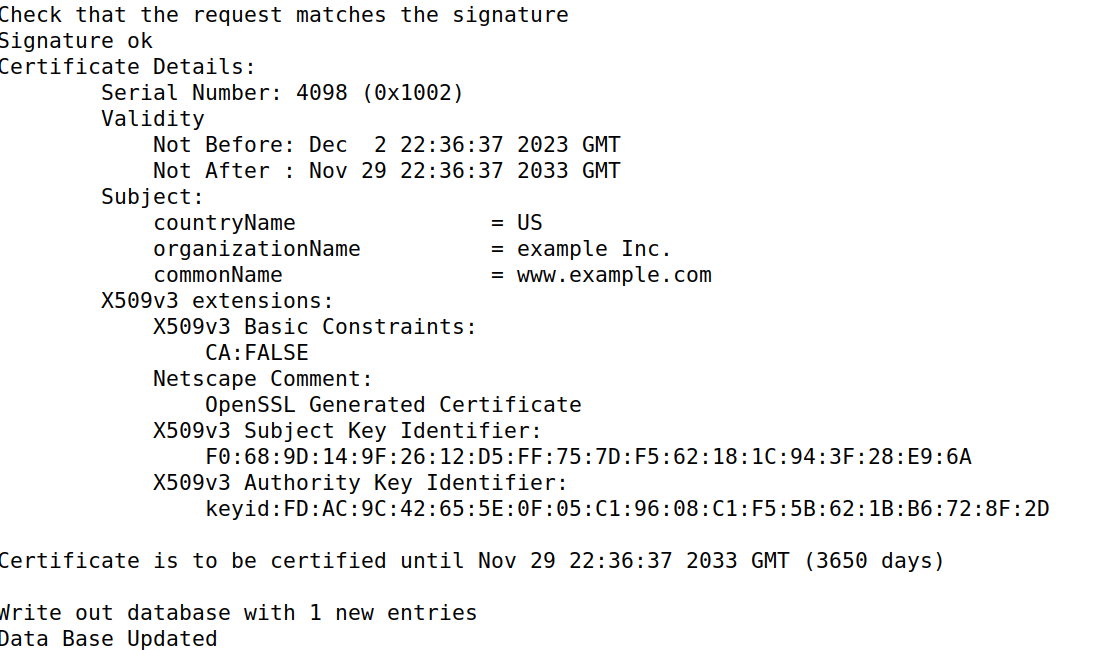 Check that the request matches the signature
Signature ok
Certificate Details:
        Serial Number: 4098 (0x1002)
        Validity
            Not Before: Dec  2 22:36:37 2023 GMT
            Not After : Nov 29 22:36:37 2033 GMT
        Subject:
            countryName               = US
            organizationName          = example Inc.
            commonName                = www.example.com
        X509v3 extensions:
            X509v3 Basic Constraints:
                CA:FALSE
            Netscape Comment:
                OpenSSL Generated Certificate
            X509v3 Subject Key Identifier:
                F0:68:9D:14:9F:26:12:D5:FF:75:7D:F5:62:18:1C:94:3F:28:E9:6A
            X509v3 Authority Key Identifier:
                keyid:FD:AC:9C:42:65:5E:0F:05:C1:96:08:C1:F5:5B:62:1B:B6:72:8F:2D

Certificate is to be certified until Nov 29 22:36:37 2033 GMT (3650 days)

Write out database with 1 new entries
Data Base Updated